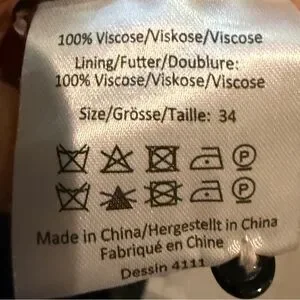 100% Viscose/Viskose/Viscose
Lining/Futter/Doublure:
100% Viscose/Viskose/Viscose
Size/Grösse/Taille: 34
P
P
Made in China/Hergestellt in China
Fabriqué en Chine
Dessin 4111